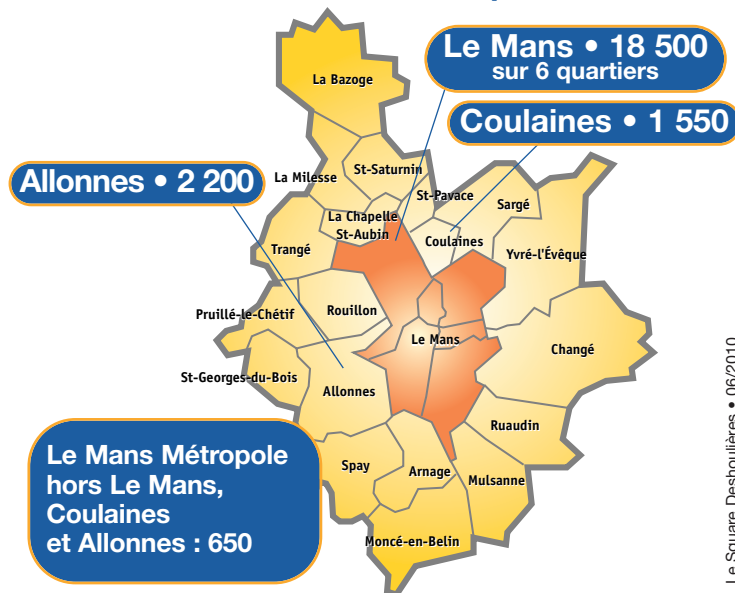 Le Mans • 18 500
sur 6 quartiers
La Bazoge
Coulaines • 1 550
Allonnes • 2 200
La Milesse
St-Saturnin
St-Pavace
Sargé
La Chapelle
St-Aubin
Coulaines
Trangé
Yvré-l'Évêque
Pruillé-le-Chétif
Rouillon
Le Mans
Changé
St-Georges-du-Bois
Allonnes
Ruaudin
Le Mans Métropole
hors Le Mans,
Coulaines
et Allonnes : 650
Spay
Arnage
Mulsanne
Moncé-en-Belin
Le Square Deshoulières • 06/2010